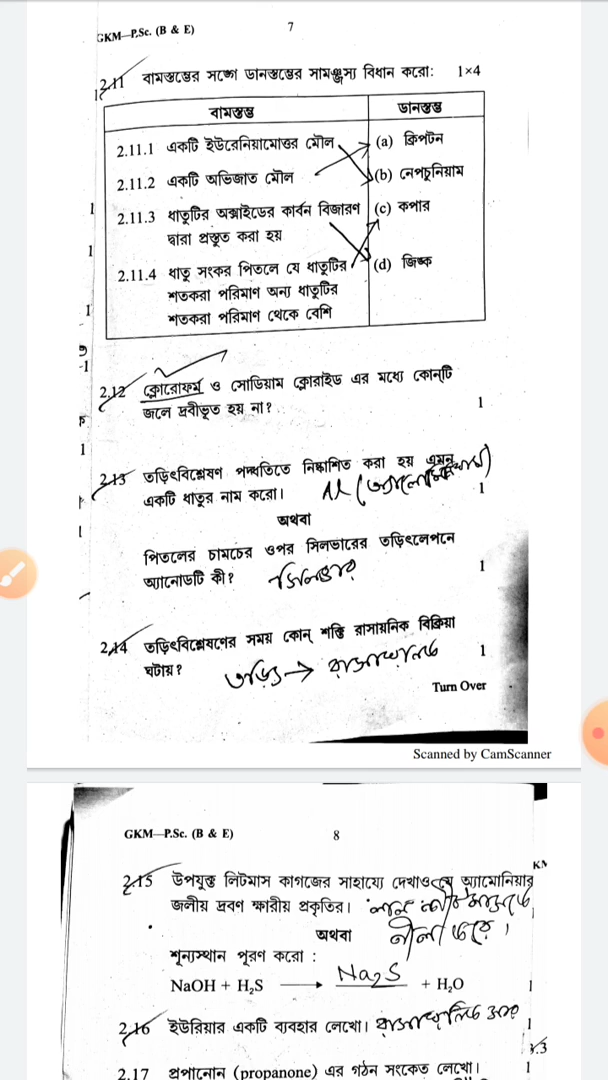 GKM—P.Sc. (B & E)
7
2.11 বামস্তম্ভের সঙ্গে ডানস্তম্ভের সামঞ্জস্য বিধান করো: 1×4
বামস্তম্ভ ডানস্তম্ভ
2.11.1 একটি ইউরেনিয়ামোত্তর মৌল (a) ক্রিপটন
2.11.2 একটি অভিজাত মৌল (b) নেপচুনিয়াম
2.11.3 ধাতুটির অক্সাইডের কার্বন বিজারণ (c) কপার
দ্বারা প্রস্তুত করা হয়
2.11.4 ধাতু সংকর পিতলে যে ধাতুটির (d) জিঙ্ক
শতকরা পরিমাণ অন্য ধাতুটির
শতকরা পরিমাণ থেকে বেশি
2.12 ক্লোরোফর্ম ও সোডিয়াম ক্লোরাইড এর মধ্যে কোন্‌টি
জলে দ্রবীভূত হয় না? 1
2.13 তড়িৎবিশ্লেষণ পদ্ধতিতে নিষ্কাশিত করা হয় এমন
একটি ধাতুর নাম করো। 1
অথবা
পিতলের চামচের ওপর সিলভারের তড়িৎলেপনে
অ্যানোডটি কী? সিলভার 1
2.14 তড়িৎবিশ্লেষণের সময় কোন্ শক্তি রাসায়নিক বিক্রিয়া
ঘটায়? তড়িৎ → রাসায়নিক 1
Turn Over
Scanned by CamScanner
GKM—P.Sc. (B & E)
8
2.15 উপযুক্ত লিটমাস কাগজের সাহায্যে দেখাও যে অ্যামোনিয়ার
জলীয় দ্রবণ ক্ষারীয় প্রকৃতির। লাল লিটমাসকে
অথবা নীল করে।
শূন্যস্থান পূরণ করো :
NaOH + H₂S ⟶ Na₂S + H₂O 1
2.16 ইউরিয়ার একটি ব্যবহার লেখো। রাসায়নিক সার 1
2.17 প্রপানোন (propanone) এর গঠন সংকেত লেখো। 1